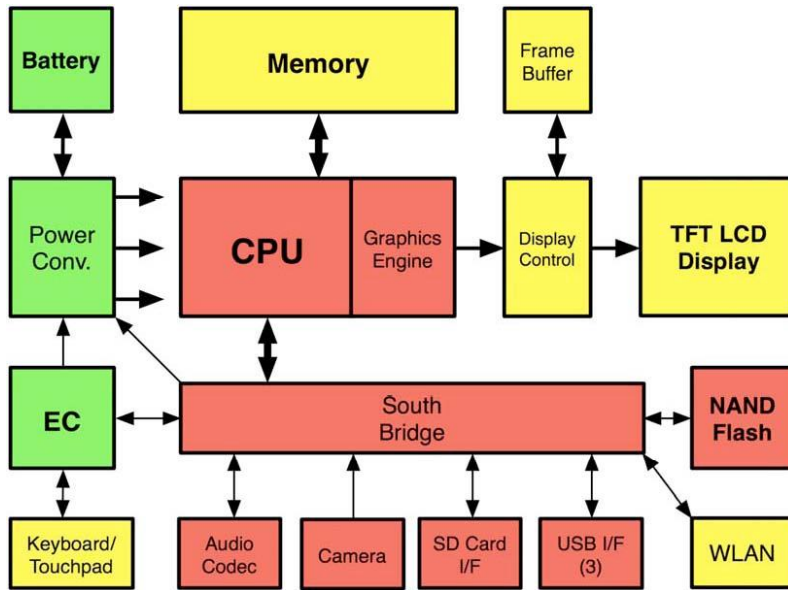 Battery
Memory
Frame
Buffer
Power
Conv.
CPU
Graphics
Engine
Display
Control
TFT LCD
Display
EC
South
Bridge
NAND
Flash
Keyboard/
Touchpad
Audio
Codec
Camera
SD Card
I/F
USB I/F
(3)
WLAN